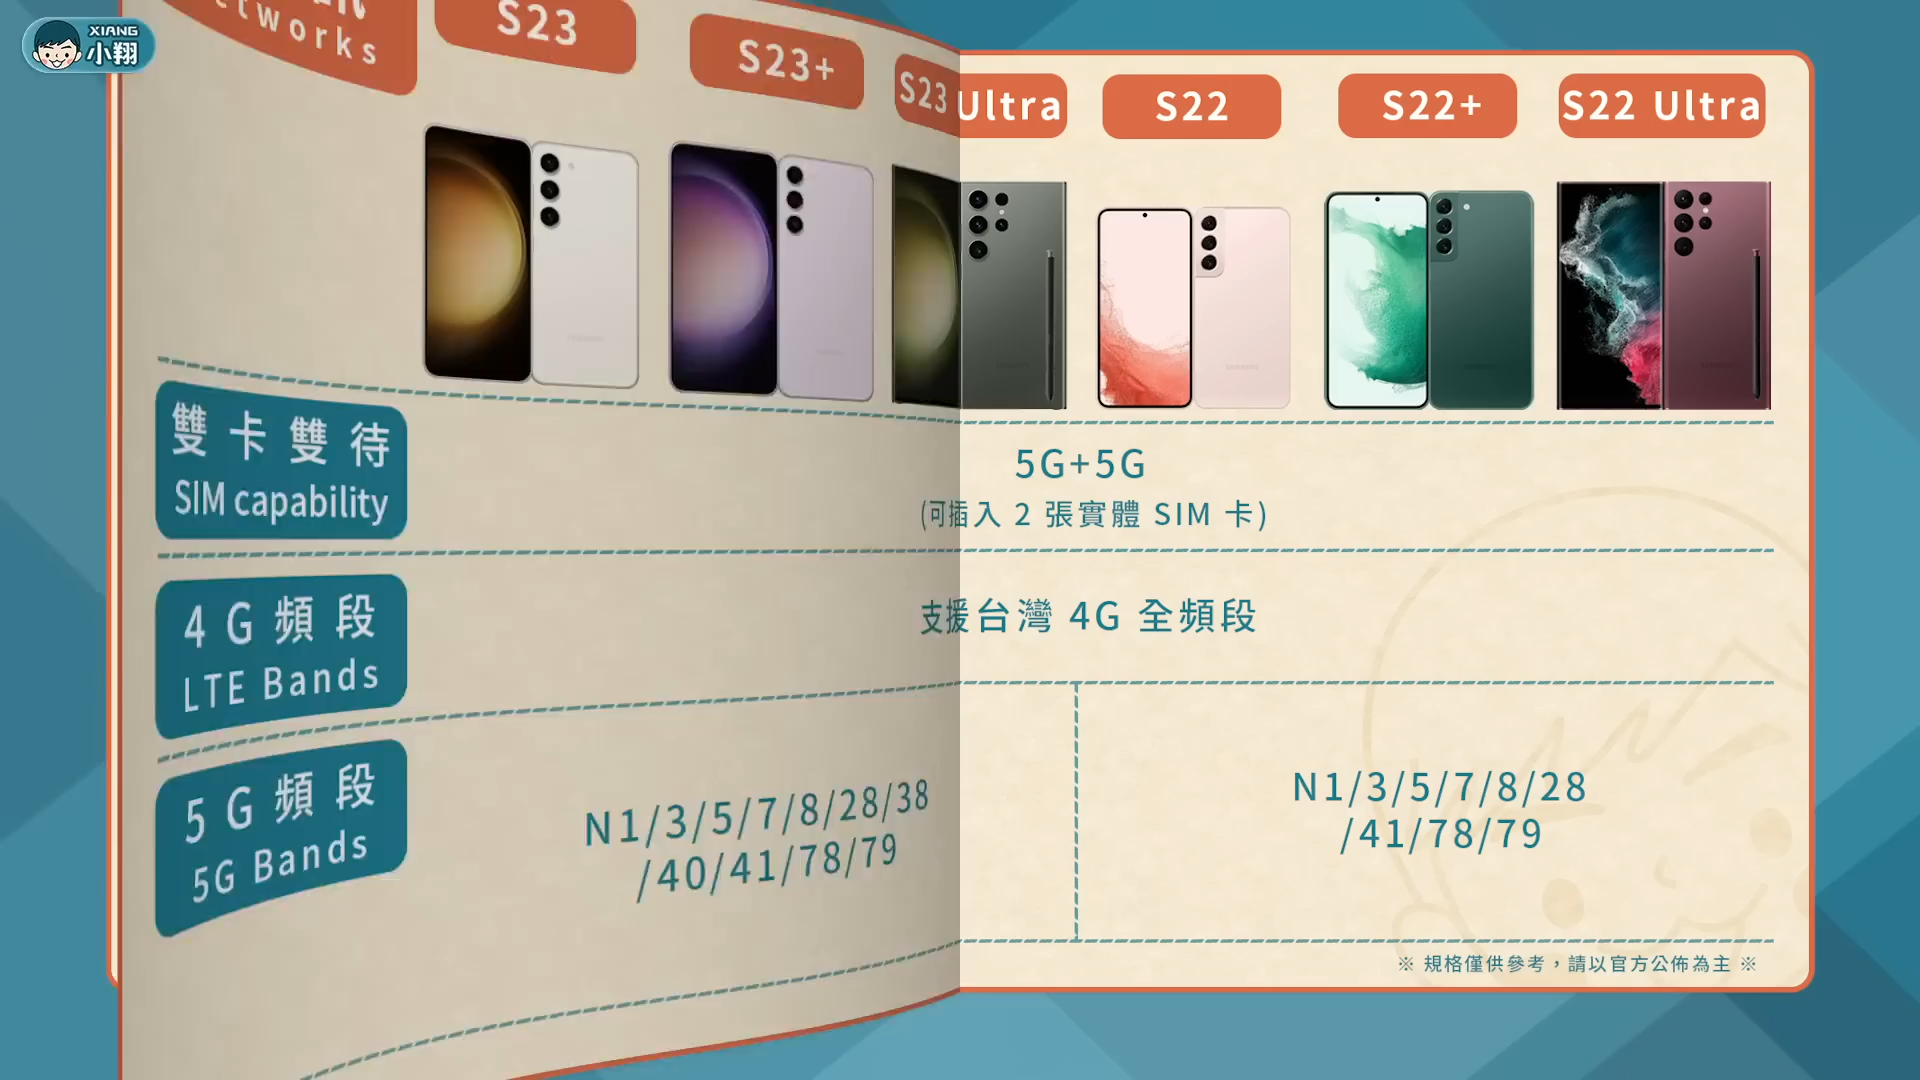 XIANG
小翔
tworks
S23
S23+
S23 Ultra
S22
S22+
S22 Ultra
雙卡雙待
SIM capability
5G+5G
(可插入 2 張實體 SIM 卡)
4G頻段
LTE Bands
支援台灣 4G 全頻段
5G頻段
5G Bands
N1/3/5/7/8/28/38
/40/41/78/79
N1/3/5/7/8/28
/41/78/79
※ 規格僅供參考，請以官方公佈為主 ※